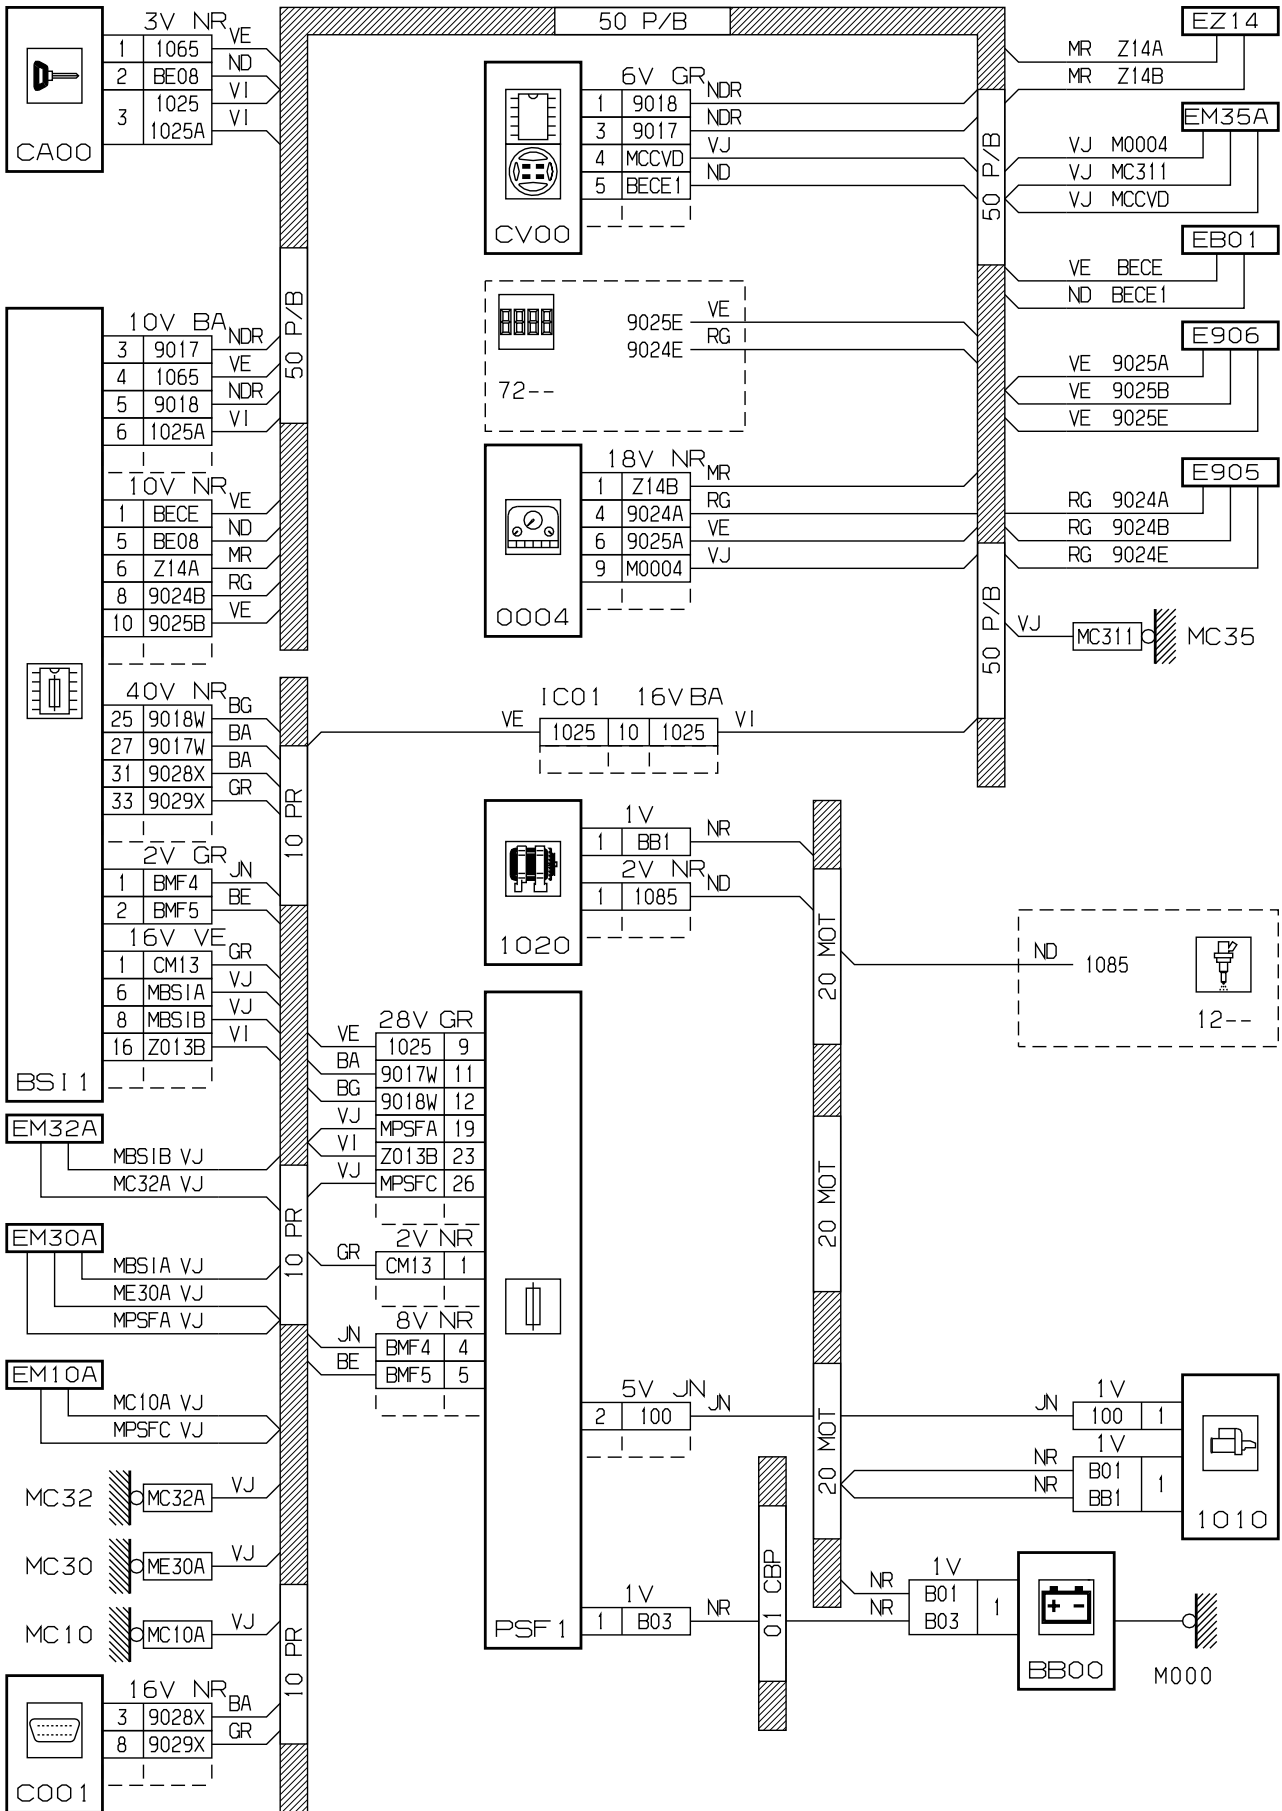 50 P/B
3V NR
1 1065 VE
2 BE08 ND
3 1025 VI
1025A VI
CA00
6V GR
1 9018 NDR
3 9017 NDR
4 MCCVD VJ
5 BECE1 ND
CV00
EZ14
MR Z14A
MR Z14B
EM35A
VJ M0004
VJ MC311
VJ MCCVD
50 P/B
EB01
VE BECE
ND BECE1
10V BA
3 9017 NDR
4 1065 VE
5 9018 NDR
6 1025A VI
50 P/B
9025E VE
9024E RG
72--
E906
VE 9025A
VE 9025B
VE 9025E
10V NR
1 BECE VE
5 BE08 ND
6 Z14A MR
8 9024B RG
10 9025B VE
18V NR
1 Z14B MR
4 9024A RG
6 9025A VE
9 M0004 VJ
0004
E905
RG 9024A
RG 9024B
RG 9024E
50 P/B
VJ MC311 MC35
40V NR
25 9018W BG
27 9017W BA
31 9028X BA
33 9029X GR
10 PR
IC01 16V BA
VE 1025 10 1025 VI
2V GR
1 BMF4 JN
2 BMF5 BE
16V VE
1 CM13 GR
6 MBSIA VJ
8 MBSIB VJ
16 Z013B VI
BSI1
1V
1 BB1 NR
2V NR
1 1085 ND
1020
20 MOT
ND 1085
12--
28V GR
VE 1025 9
BA 9017W 11
BG 9018W 12
VJ MPSFA 19
VI Z013B 23
VJ MPSFC 26
2V NR
GR CM13 1
8V NR
JN BMF4 4
BE BMF5 5
EM32A
MBSIB VJ
MC32A VJ
10 PR
EM30A
MBSIA VJ
ME30A VJ
MPSFA VJ
20 MOT
EM10A
MC10A VJ
MPSFC VJ
5V JN
2 100 JN
20 MOT
1V
JN 100 1
1V
NR B01 1
NR BB1
1010
MC32 MC32A VJ
MC30 ME30A VJ
MC10 MC10A VJ
10 PR
1V
1 B03 NR
PSF1
01 CBP
1V
NR B01 1
NR B03
BB00
M000
16V NR
3 9028X BA
8 9029X GR
C001